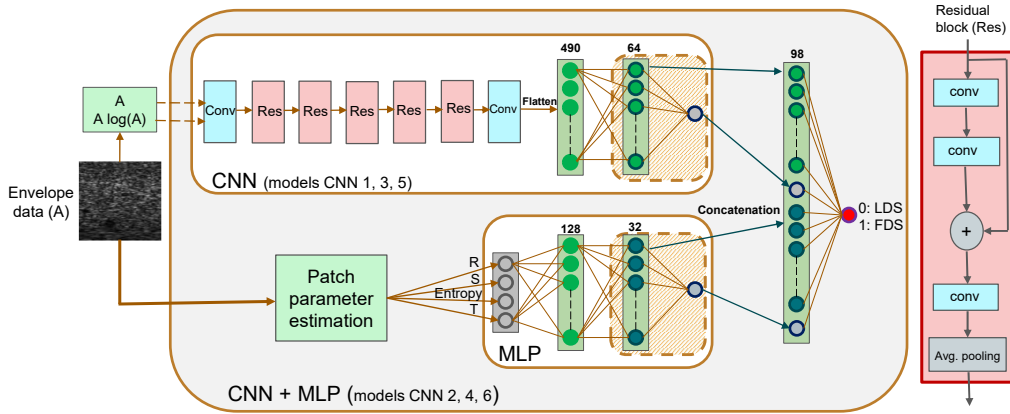 Residual
block (Res)
490
64
98
A
A log(A)
Conv
Res
Res
Res
Res
Res
Conv
Flatten
conv
conv
CNN (models CNN 1, 3, 5)
Envelope
data (A)
Concatenation
0: LDS
1: FDS
+
128
32
Patch
parameter
estimation
R
S
Entropy
T
conv
MLP
Avg. pooling
CNN + MLP (models CNN 2, 4, 6)